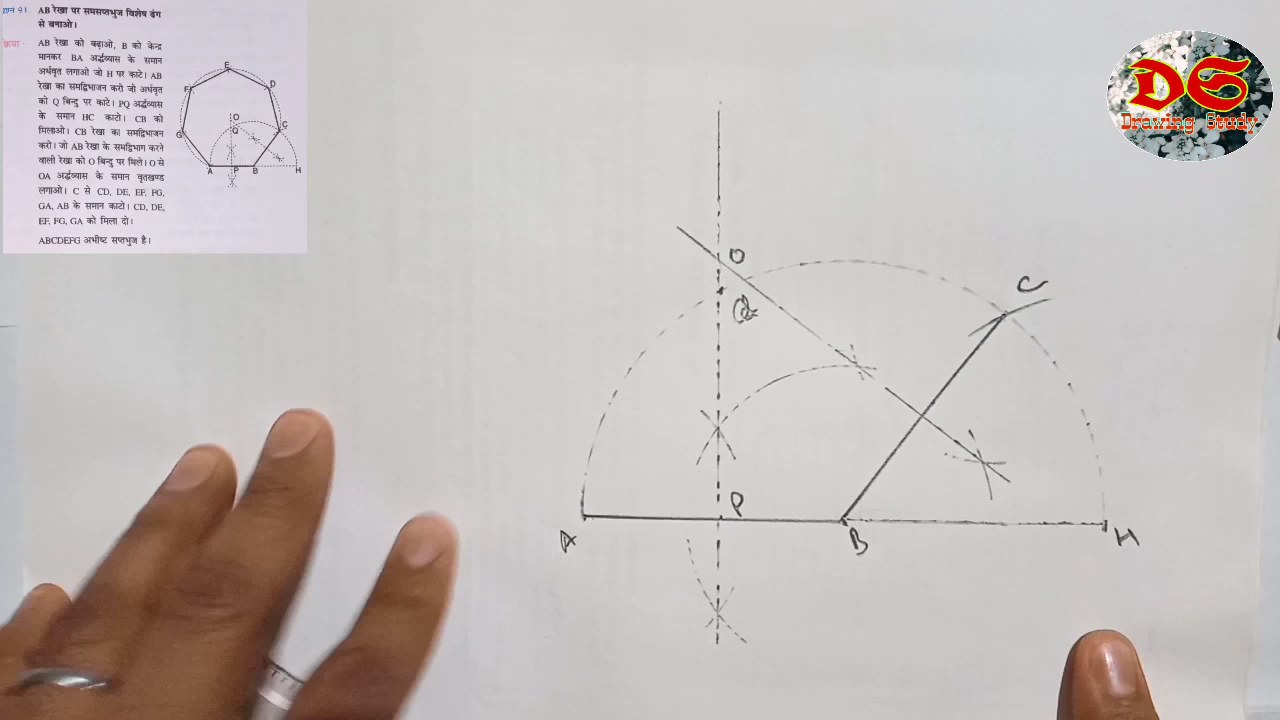 प्रश्न 41. AB रेखा पर समसप्तभुज विशेष ढंग
से बनाओ।
क्रिया- AB रेखा को बढ़ाओ, B को केन्द्र
मानकर BA अर्द्धव्यास के समान
अर्धवृत लगाओ जो H पर काटे। AB
रेखा का समद्विभाजन करो जो अर्धवृत
को Q बिन्दु पर काटे। PQ अर्द्धव्यास
के समान HC काटो। CB को
मिलाओ। CB रेखा का समद्विभाजन
करो। जो AB रेखा के समद्विभाग करने
वाली रेखा को O बिन्दु पर मिले। O से
OA अर्द्धव्यास के समान वृतखण्ड
लगाओ। C से CD, DE, EF, FG,
GA, AB के समान काटो। CD, DE,
EF, FG, GA को मिला दो।
ABCDEFG अभीष्ट सप्तभुज है।
E
F
D
O
Q
C
G
A
P
B
H
DS
Drawing Study
O
C
Q
P
A
B
H